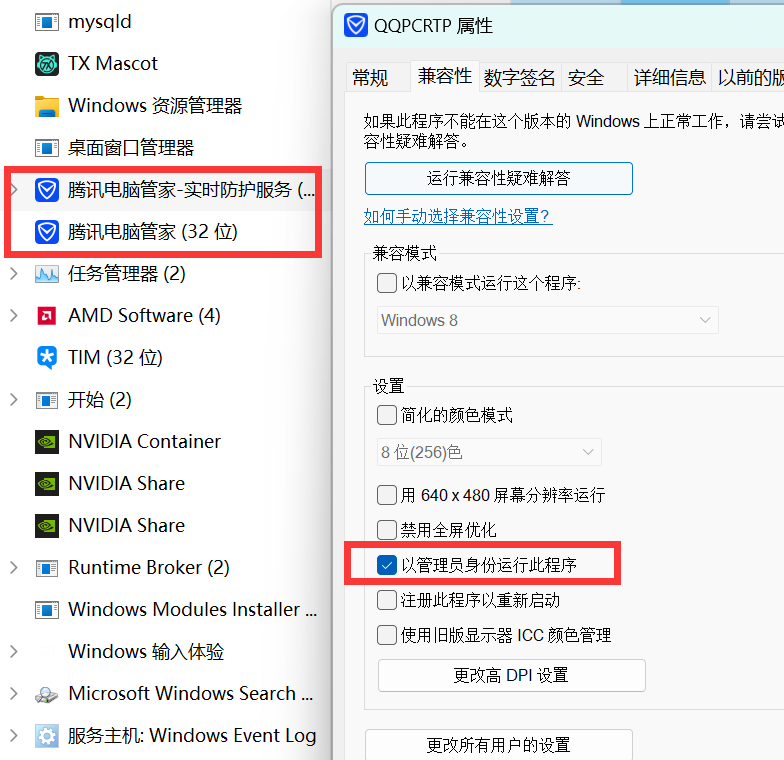 mysqld
TX Mascot
Windows 资源管理器
桌面窗口管理器
腾讯电脑管家-实时防护服务 (...
腾讯电脑管家 (32 位)
任务管理器 (2)
AMD Software (4)
TIM (32 位)
开始 (2)
NVIDIA Container
NVIDIA Share
NVIDIA Share
Runtime Broker (2)
Windows Modules Installer ...
Windows 输入体验
Microsoft Windows Search ...
服务主机: Windows Event Log
QQPCRTP 属性
常规 兼容性 数字签名 安全 详细信息 以前的版
如果此程序不能在这个版本的 Windows 上正常工作，请尝试
容性疑难解答。
运行兼容性疑难解答
如何手动选择兼容性设置?
兼容模式
以兼容模式运行这个程序:
Windows 8
设置
简化的颜色模式
8 位(256)色
用 640 x 480 屏幕分辨率运行
禁用全屏优化
以管理员身份运行此程序
注册此程序以重新启动
使用旧版显示器 ICC 颜色管理
更改高 DPI 设置
更改所有用户的设置